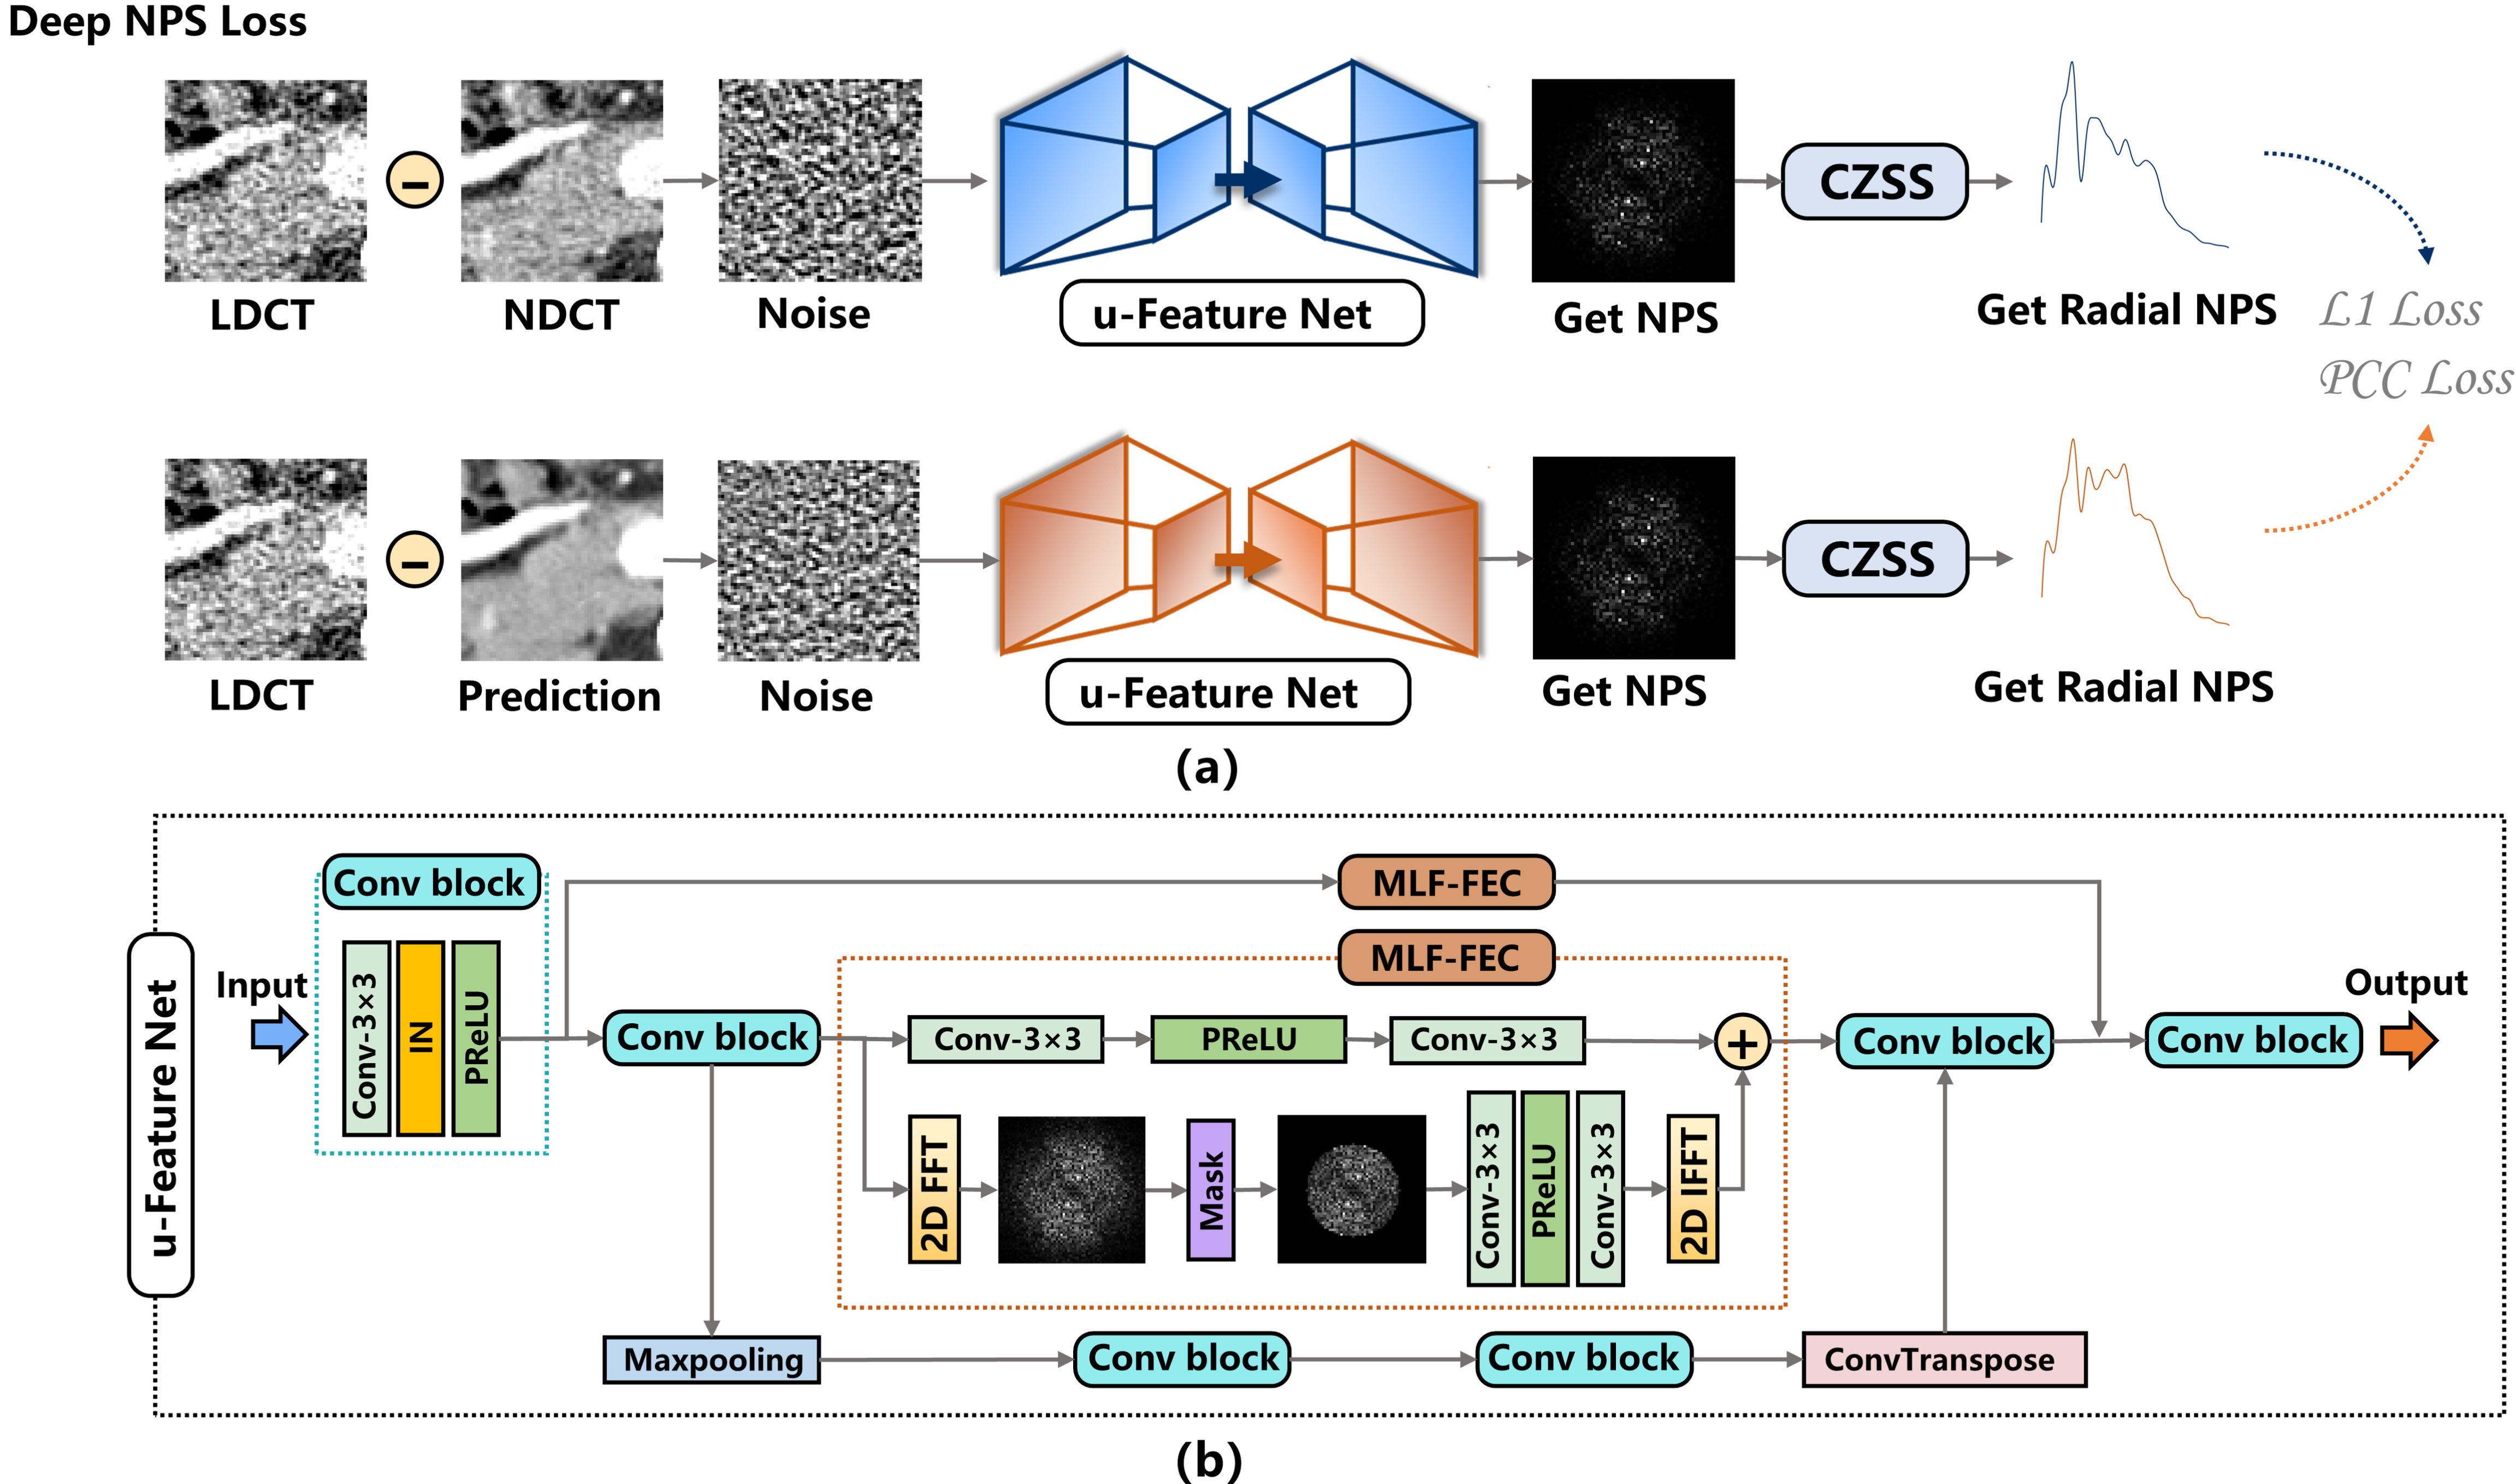 Deep NPS Loss
−
CZSS
LDCT
NDCT
Noise
u-Feature Net
Get NPS
Get Radial NPS
L1 Loss
PCC Loss
−
CZSS
LDCT
Prediction
Noise
u-Feature Net
Get NPS
Get Radial NPS
(a)
u-Feature Net
Input
Conv block
Conv-3×3
IN
PReLU
MLF-FEC
MLF-FEC
Conv block
Conv-3×3
PReLU
Conv-3×3
+
2D FFT
Mask
Conv-3×3
PReLU
Conv-3×3
2D IFFT
Conv block
Conv block
Output
Maxpooling
Conv block
Conv block
ConvTranspose
(b)